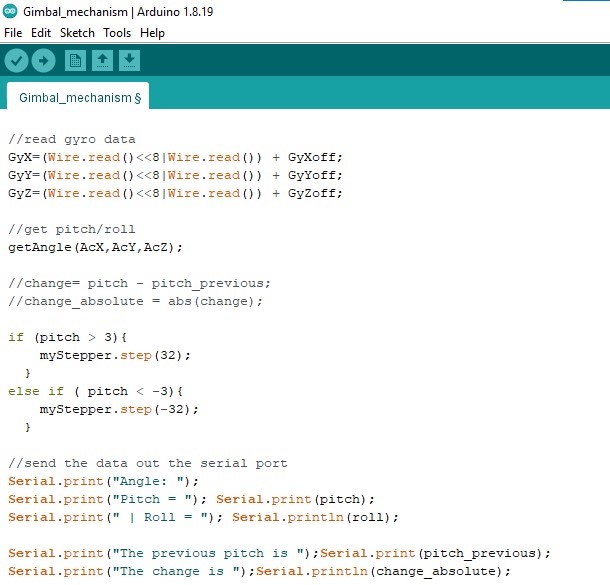 Gimbal_mechanism | Arduino 1.8.19
File Edit Sketch Tools Help
Gimbal_mechanism §
//read gyro data
GyX=(Wire.read()<<8|Wire.read()) + GyXoff;
GyY=(Wire.read()<<8|Wire.read()) + GyYoff;
GyZ=(Wire.read()<<8|Wire.read()) + GyZoff;
//get pitch/roll
getAngle(AcX,AcY,AcZ);
//change= pitch - pitch_previous;
//change_absolute = abs(change);
if (pitch > 3){
myStepper.step(32);
}
else if ( pitch < -3){
myStepper.step(-32);
}
//send the data out the serial port
Serial.print("Angle: ");
Serial.print("Pitch = "); Serial.print(pitch);
Serial.print(" | Roll = "); Serial.println(roll);
Serial.print("The previous pitch is ");Serial.print(pitch_previous);
Serial.print("The change is ");Serial.println(change_absolute);